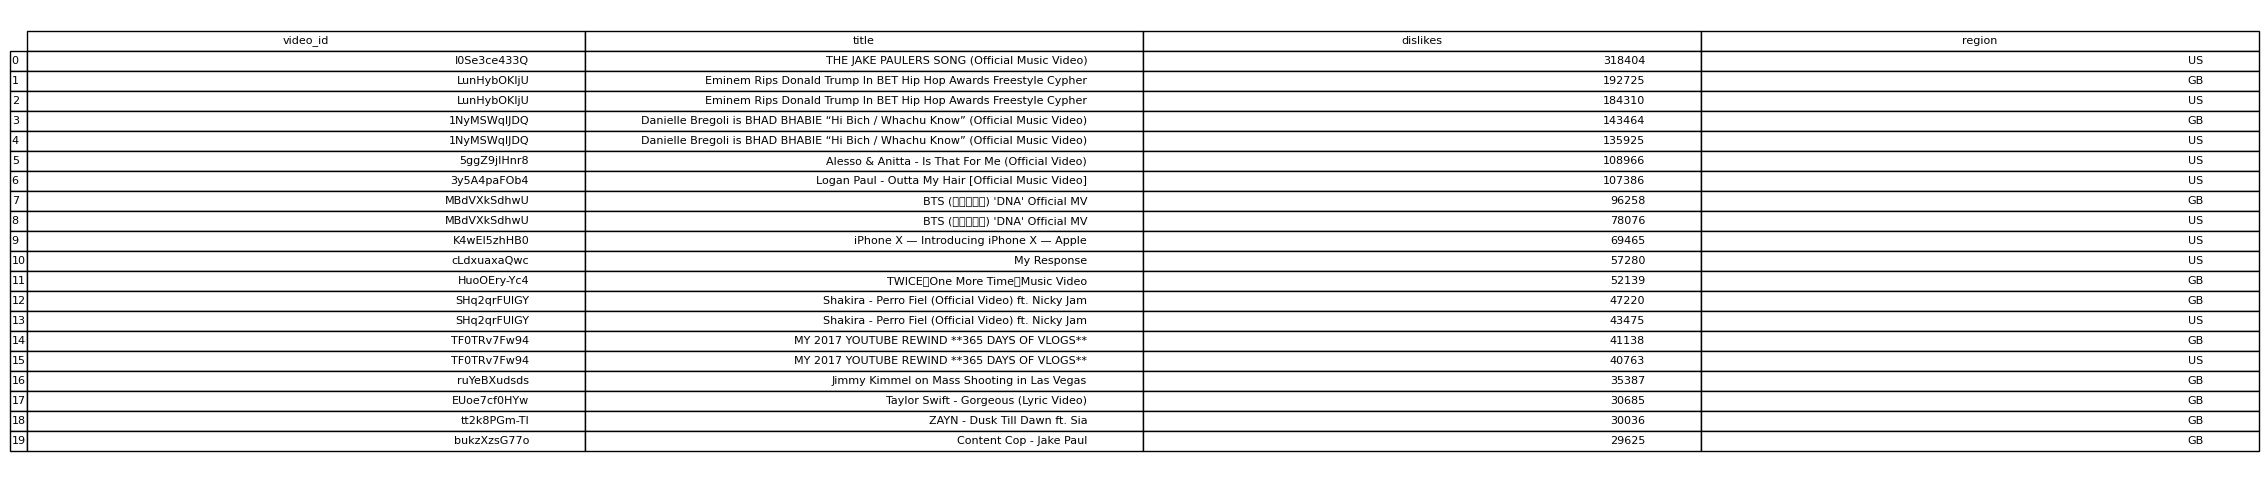 video_id title dislikes region
0 I0Se3ce433Q THE JAKE PAULERS SONG (Official Music Video) 318404 US
1 LunHybOKIjU Eminem Rips Donald Trump In BET Hip Hop Awards Freestyle Cypher 192725 GB
2 LunHybOKIjU Eminem Rips Donald Trump In BET Hip Hop Awards Freestyle Cypher 184310 US
3 1NyMSWqIJDQ Danielle Bregoli is BHAD BHABIE “Hi Bich / Whachu Know” (Official Music Video) 143464 GB
4 1NyMSWqIJDQ Danielle Bregoli is BHAD BHABIE “Hi Bich / Whachu Know” (Official Music Video) 135925 US
5 5ggZ9jIHnr8 Alesso & Anitta - Is That For Me (Official Video) 108966 US
6 3y5A4paFOb4 Logan Paul - Outta My Hair [Official Music Video] 107386 US
7 MBdVXkSdhwU BTS (▯▯▯▯▯) 'DNA' Official MV 96258 GB
8 MBdVXkSdhwU BTS (▯▯▯▯▯) 'DNA' Official MV 78076 US
9 K4wEI5zhHB0 iPhone X — Introducing iPhone X — Apple 69465 US
10 cLdxuaxaQwc My Response 57280 US
11 HuoOEry-Yc4 TWICE▯One More Time▯Music Video 52139 GB
12 SHq2qrFUlGY Shakira - Perro Fiel (Official Video) ft. Nicky Jam 47220 GB
13 SHq2qrFUlGY Shakira - Perro Fiel (Official Video) ft. Nicky Jam 43475 US
14 TF0TRv7Fw94 MY 2017 YOUTUBE REWIND **365 DAYS OF VLOGS** 41138 GB
15 TF0TRv7Fw94 MY 2017 YOUTUBE REWIND **365 DAYS OF VLOGS** 40763 US
16 ruYeBXudsds Jimmy Kimmel on Mass Shooting in Las Vegas 35387 GB
17 EUoe7cf0HYw Taylor Swift - Gorgeous (Lyric Video) 30685 GB
18 tt2k8PGm-TI ZAYN - Dusk Till Dawn ft. Sia 30036 GB
19 bukzXzsG77o Content Cop - Jake Paul 29625 GB